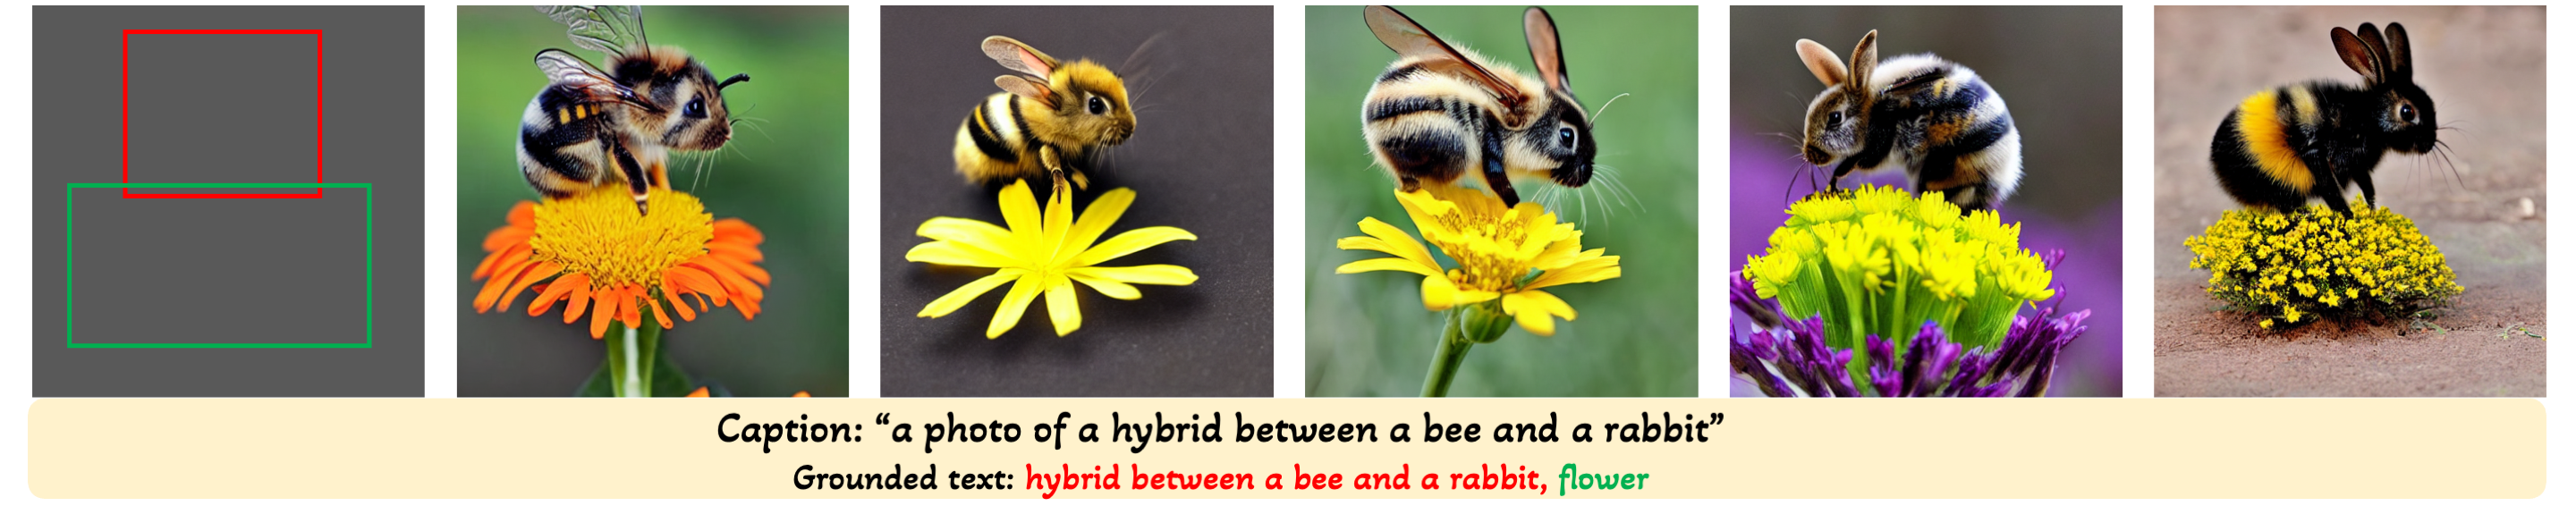 Caption: “a photo of a hybrid between a bee and a rabbit”
Grounded text: hybrid between a bee and a rabbit, flower